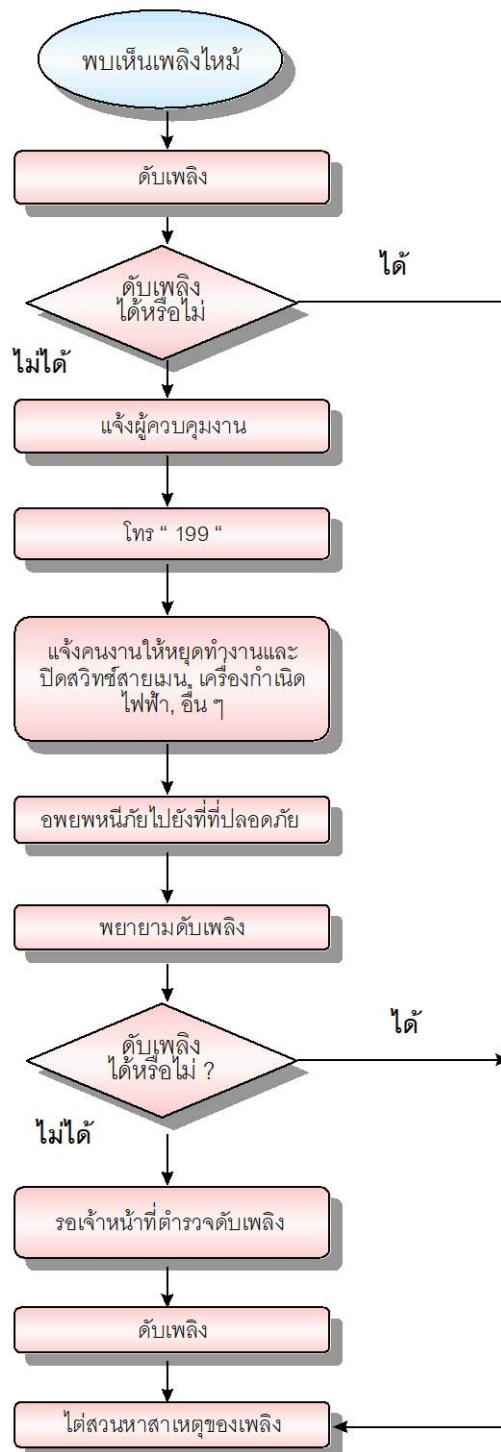 พบเห็นเพลิงไหม้
ดับเพลิง
ดับเพลิง
ได้หรือไม่
ได้
ไม่ได้
แจ้งผู้ควบคุมงาน
โทร “ 199 “
แจ้งคนงานให้หยุดทำงานและ
ปิดสวิทช์สายเมน, เครื่องกำเนิด
ไฟฟ้า, อื่น ๆ
อพยพหนีภัยไปยังที่ที่ปลอดภัย
พยายามดับเพลิง
ดับเพลิง
ได้หรือไม่ ?
ได้
ไม่ได้
รอเจ้าหน้าที่ตำรวจดับเพลิง
ดับเพลิง
ไต่สวนหาสาเหตุของเพลิง